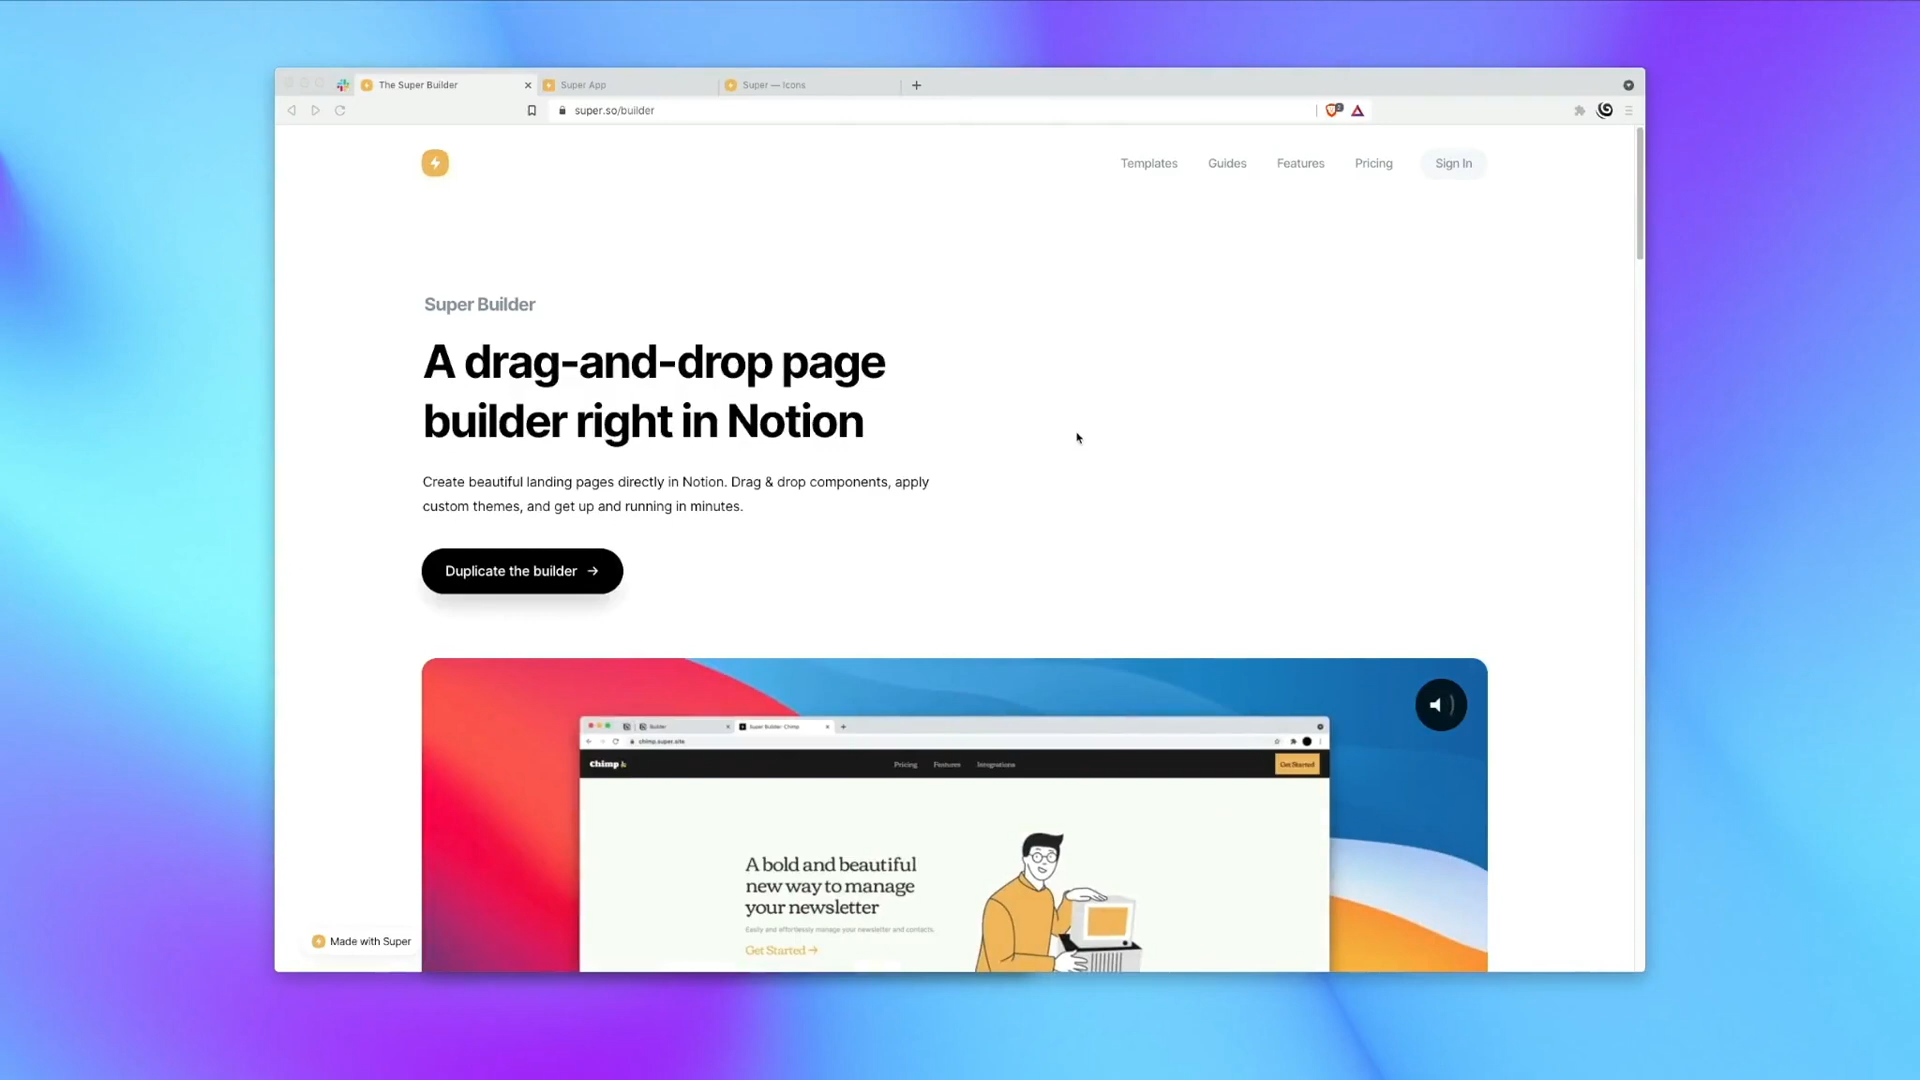 The Super Builder
Super App
Super — Icons
super.so/builder
Templates
Guides
Features
Pricing
Sign In
Super Builder
A drag-and-drop page
builder right in Notion
Create beautiful landing pages directly in Notion. Drag & drop components, apply
custom themes, and get up and running in minutes.
Duplicate the builder →
Builder
Super Builder Chimp
chimp.super.site
Chimp
Pricing
Features
Integrations
Get Started
A bold and beautiful
new way to manage
your newsletter
Easily and effortlessly manage your newsletter and contacts.
Get Started →
Made with Super